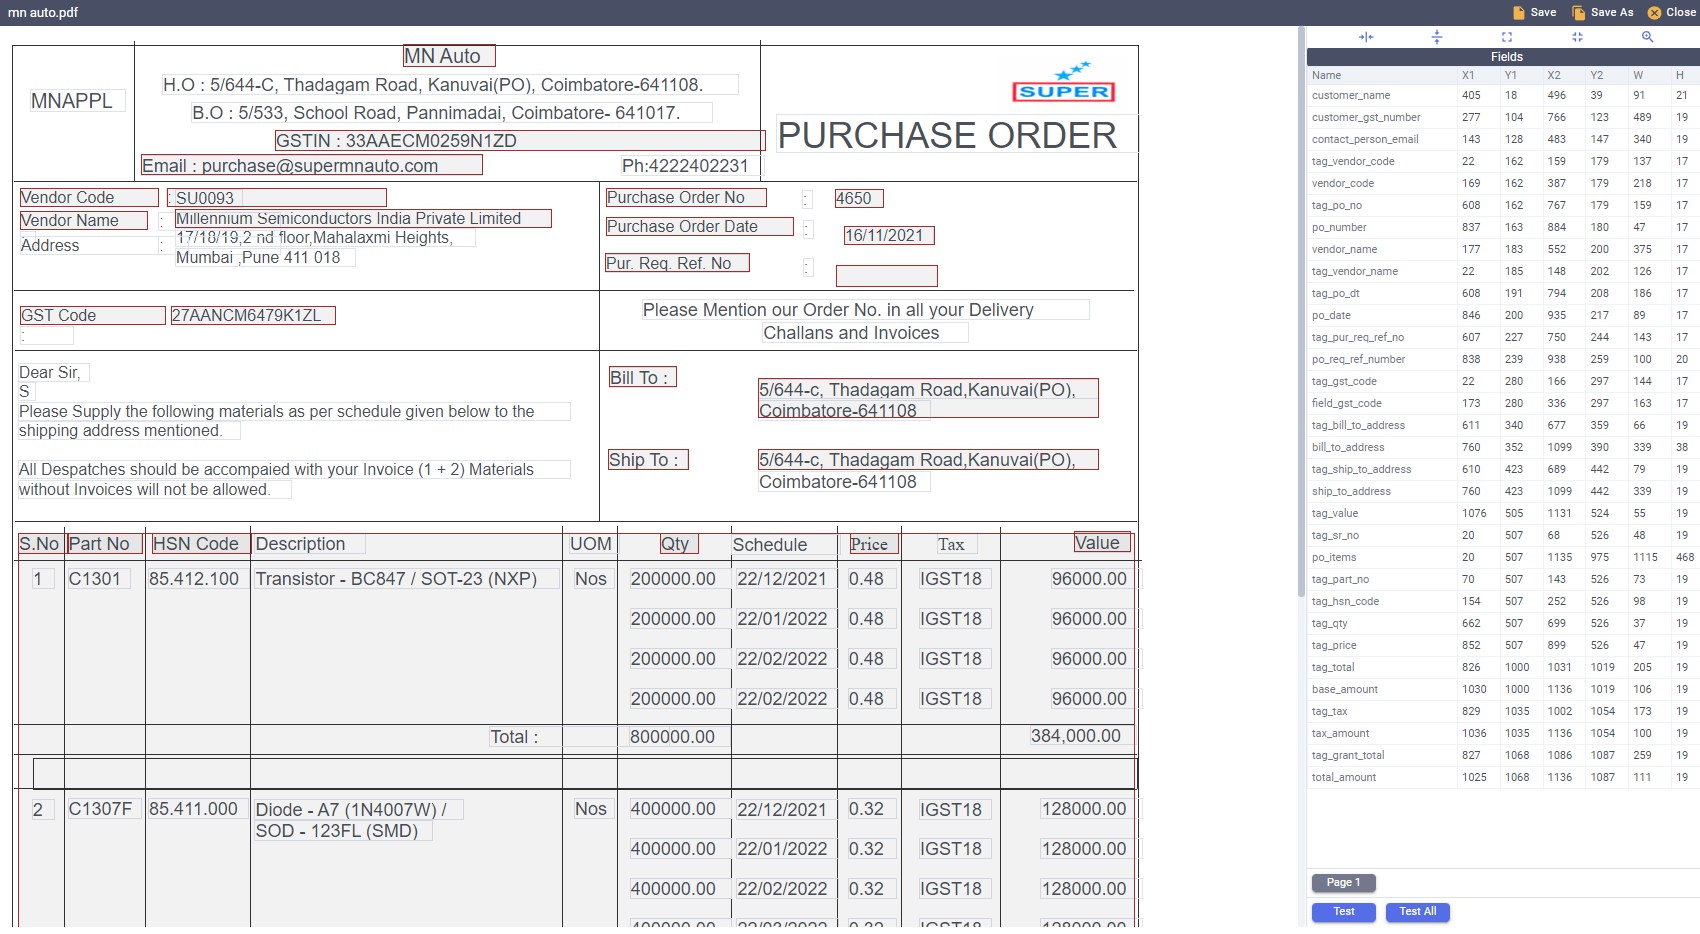 mn auto.pdf
Save Save As Close
MN Auto
MNAPPL
H.O : 5/644-C, Thadagam Road, Kanuvai(PO), Coimbatore-641108.
B.O : 5/533, School Road, Pannimadai, Coimbatore- 641017.
GSTIN : 33AAECM0259N1ZD
Email : purchase@supermnauto.com Ph:4222402231
SUPER
PURCHASE ORDER
Vendor Code : SU0093
Vendor Name : Millennium Semiconductors India Private Limited
Address : 17/18/19,2 nd floor,Mahalaxmi Heights,
Mumbai ,Pune 411 018
Purchase Order No : 4650
Purchase Order Date : 16/11/2021
Pur. Req. Ref. No :
GST Code 27AANCM6479K1ZL
:
Please Mention our Order No. in all your Delivery
Challans and Invoices
Dear Sir,
S
Please Supply the following materials as per schedule given below to the
shipping address mentioned.
All Despatches should be accompaied with your Invoice (1 + 2) Materials
without Invoices will not be allowed.
Bill To : 5/644-c, Thadagam Road,Kanuvai(PO),
Coimbatore-641108
Ship To : 5/644-c, Thadagam Road,Kanuvai(PO),
Coimbatore-641108
S.No Part No HSN Code Description UOM Qty Schedule Price Tax Value
1 C1301 85.412.100 Transistor - BC847 / SOT-23 (NXP) Nos 200000.00 22/12/2021 0.48 IGST18 96000.00
200000.00 22/01/2022 0.48 IGST18 96000.00
200000.00 22/02/2022 0.48 IGST18 96000.00
200000.00 22/02/2022 0.48 IGST18 96000.00
Total : 800000.00 384,000.00
2 C1307F 85.411.000 Diode - A7 (1N4007W) / Nos 400000.00 22/12/2021 0.32 IGST18 128000.00
SOD - 123FL (SMD)
400000.00 22/01/2022 0.32 IGST18 128000.00
400000.00 22/02/2022 0.32 IGST18 128000.00
400000.00 22/03/2022 0.32 IGST18 128000.00
Fields
Name X1 Y1 X2 Y2 W H
customer_name 405 18 496 39 91 21
customer_gst_number 277 104 766 123 489 19
contact_person_email 143 128 483 147 340 19
tag_vendor_code 22 162 159 179 137 17
vendor_code 169 162 387 179 218 17
tag_po_no 608 162 767 179 159 17
po_number 837 163 884 180 47 17
vendor_name 177 183 552 200 375 17
tag_vendor_name 22 185 148 202 126 17
tag_po_dt 608 191 794 208 186 17
po_date 846 200 935 217 89 17
tag_pur_req_ref_no 607 227 750 244 143 17
po_req_ref_number 838 239 938 259 100 20
tag_gst_code 22 280 166 297 144 17
field_gst_code 173 280 336 297 163 17
tag_bill_to_address 611 340 677 359 66 19
bill_to_address 760 352 1099 390 339 38
tag_ship_to_address 610 423 689 442 79 19
ship_to_address 760 423 1099 442 339 19
tag_value 1076 505 1131 524 55 19
tag_sr_no 20 507 68 526 48 19
po_items 20 507 1135 975 1115 468
tag_part_no 70 507 143 526 73 19
tag_hsn_code 154 507 252 526 98 19
tag_qty 662 507 699 526 37 19
tag_price 852 507 899 526 47 19
tag_total 826 1000 1031 1019 205 19
base_amount 1030 1000 1136 1019 106 19
tag_tax 829 1035 1002 1054 173 19
tax_amount 1036 1035 1136 1054 100 19
tag_grant_total 827 1068 1086 1087 259 19
total_amount 1025 1068 1136 1087 111 19
Page 1
Test Test All